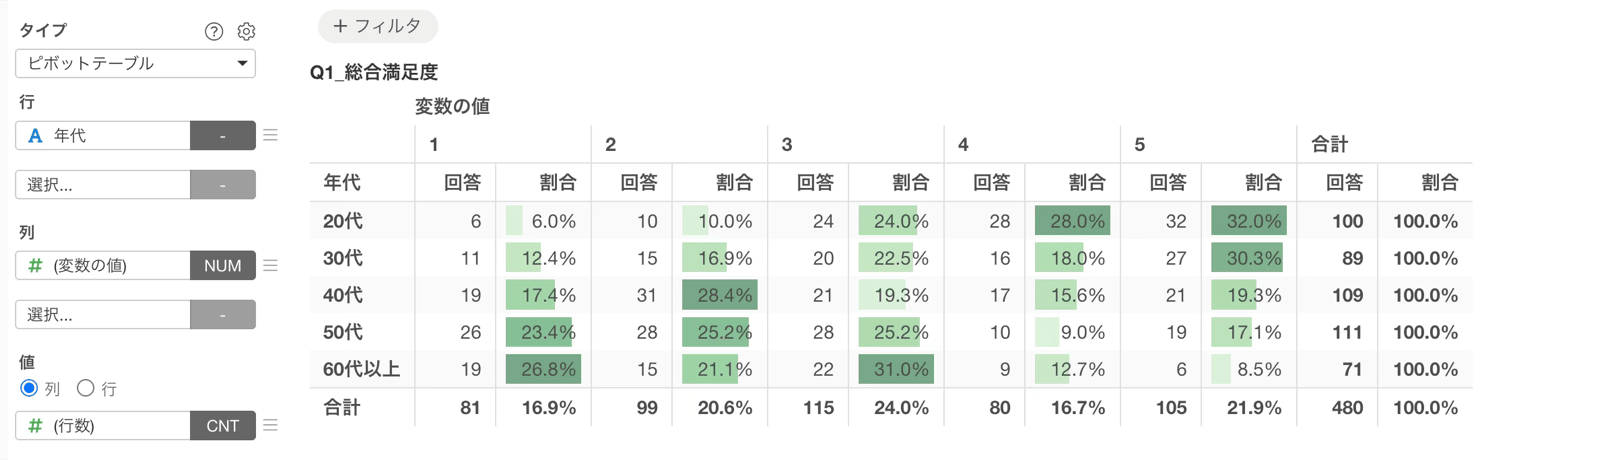 タイプ
ピボットテーブル
行
年代 -
選択... -
列
(変数の値) NUM
選択... -
値
列 行
(行数) CNT
+ フィルタ
Q1_総合満足度
変数の値
1 2 3 4 5 合計
年代 回答 割合 回答 割合 回答 割合 回答 割合 回答 割合 回答 割合
20代 6 6.0% 10 10.0% 24 24.0% 28 28.0% 32 32.0% 100 100.0%
30代 11 12.4% 15 16.9% 20 22.5% 16 18.0% 27 30.3% 89 100.0%
40代 19 17.4% 31 28.4% 21 19.3% 17 15.6% 21 19.3% 109 100.0%
50代 26 23.4% 28 25.2% 28 25.2% 10 9.0% 19 17.1% 111 100.0%
60代以上 19 26.8% 15 21.1% 22 31.0% 9 12.7% 6 8.5% 71 100.0%
合計 81 16.9% 99 20.6% 115 24.0% 80 16.7% 105 21.9% 480 100.0%